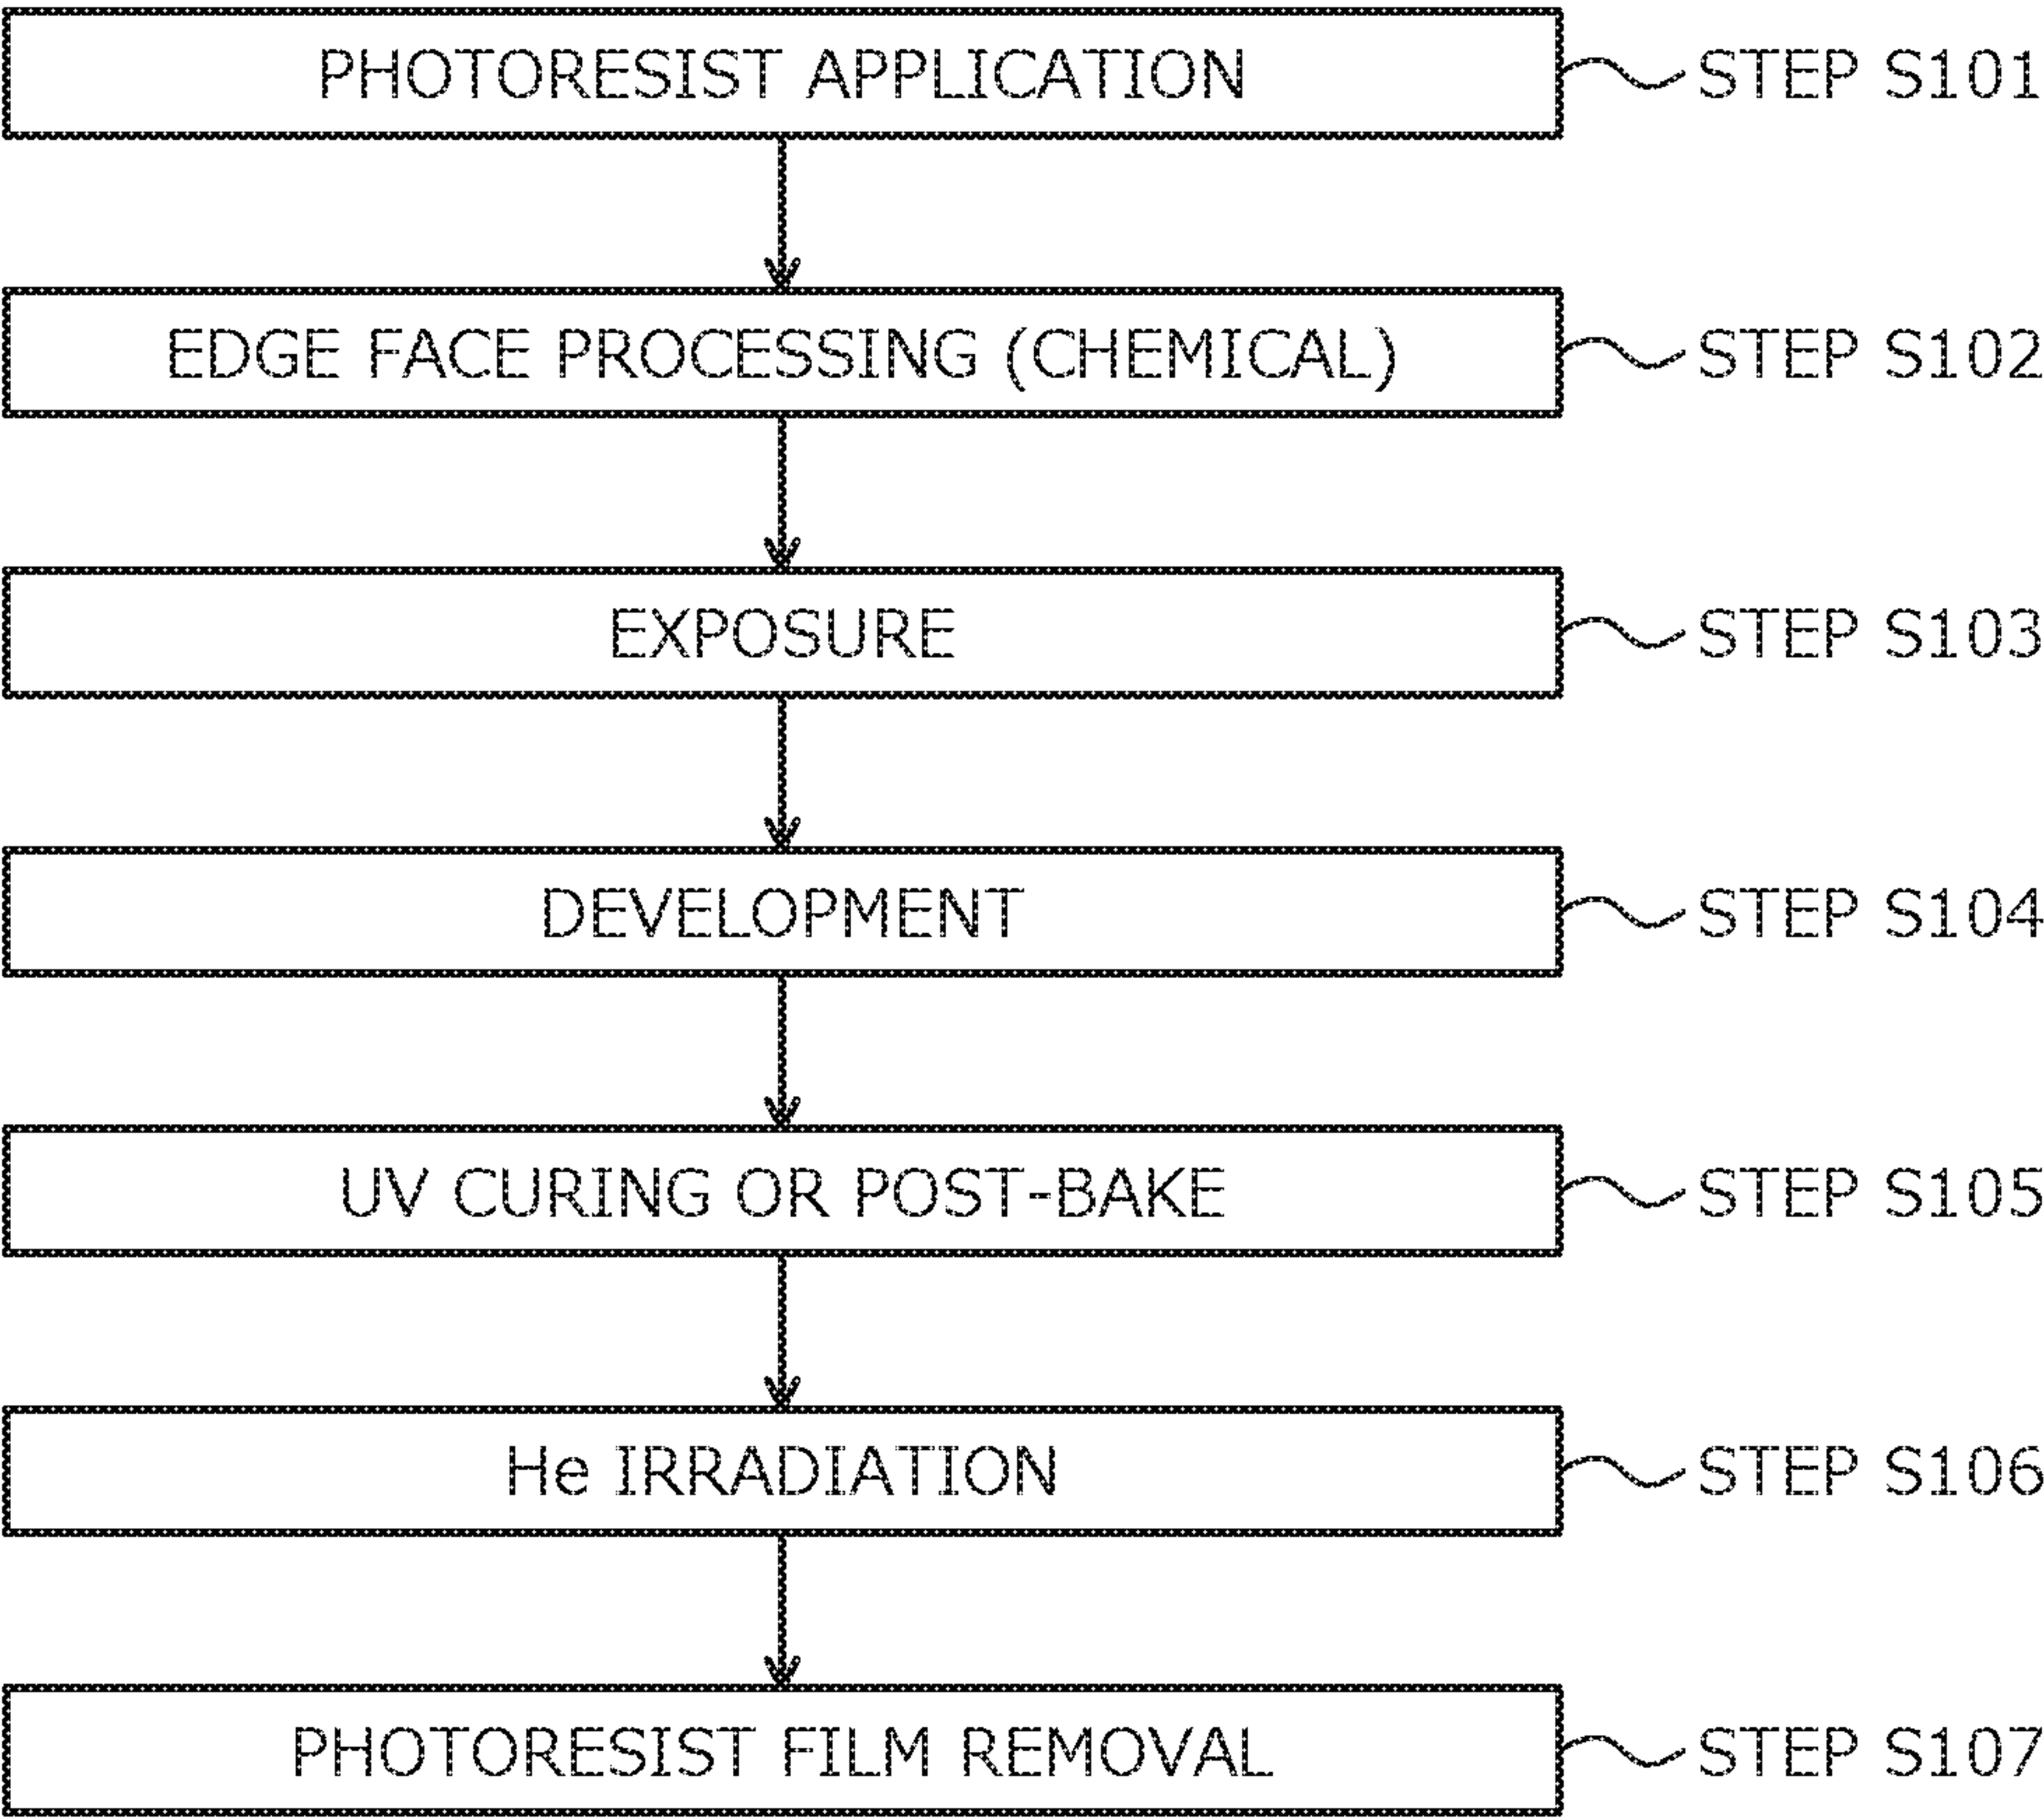 PHOTORESIST APPLICATION STEP S101
EDGE FACE PROCESSING (CHEMICAL) STEP S102
EXPOSURE STEP S103
DEVELOPMENT STEP S104
UV CURING OR POST-BAKE STEP S105
He IRRADIATION STEP S106
PHOTORESIST FILM REMOVAL STEP S107